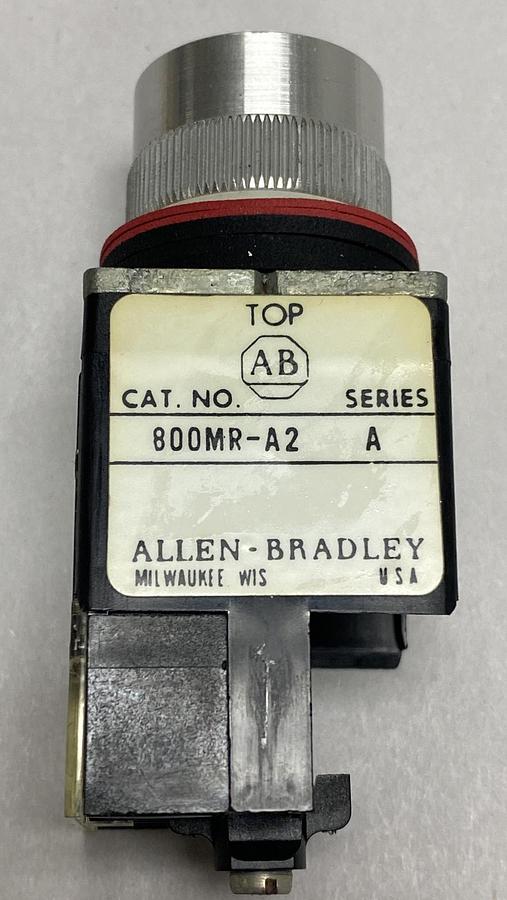 TOP
AB
CAT. NO. SERIES
800MR-A2 A
ALLEN-BRADLEY
MILWAUKEE WIS USA